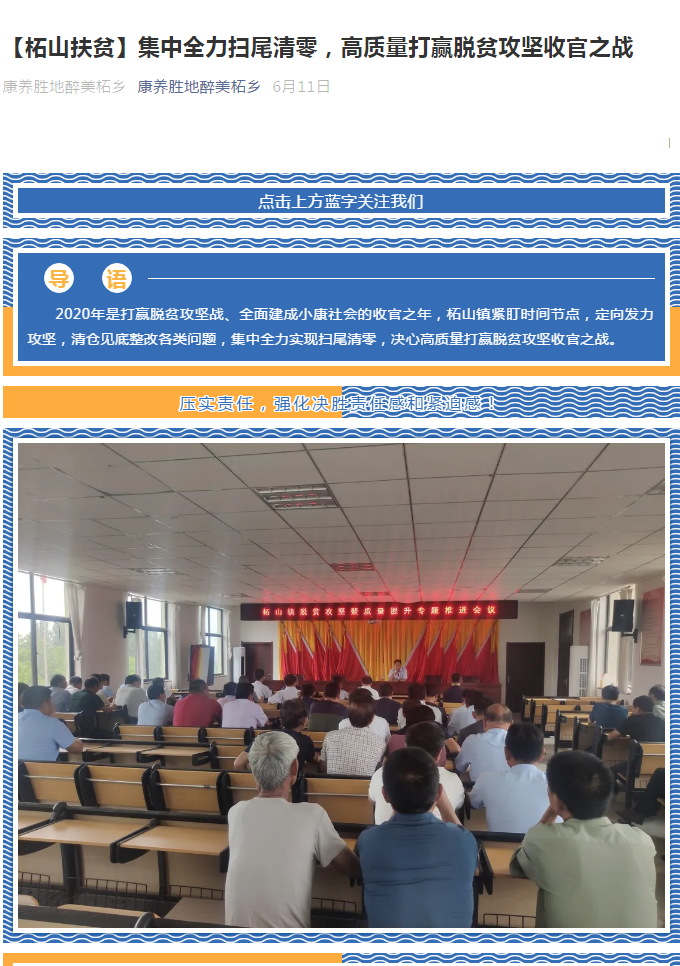 【柘山扶贫】集中全力扫尾清零，高质量打赢脱贫攻坚收官之战
康养胜地醉美柘乡 康养胜地醉美柘乡 6月11日
点击上方蓝字关注我们
导 语
2020年是打赢脱贫攻坚战、全面建成小康社会的收官之年，柘山镇紧盯时间节点，定向发力
攻坚，清仓见底整改各类问题，集中全力实现扫尾清零，决心高质量打赢脱贫攻坚收官之战。
压实责任，强化决胜责任感和紧迫感！
柘山镇脱贫攻坚暨质量提升专题推进会议